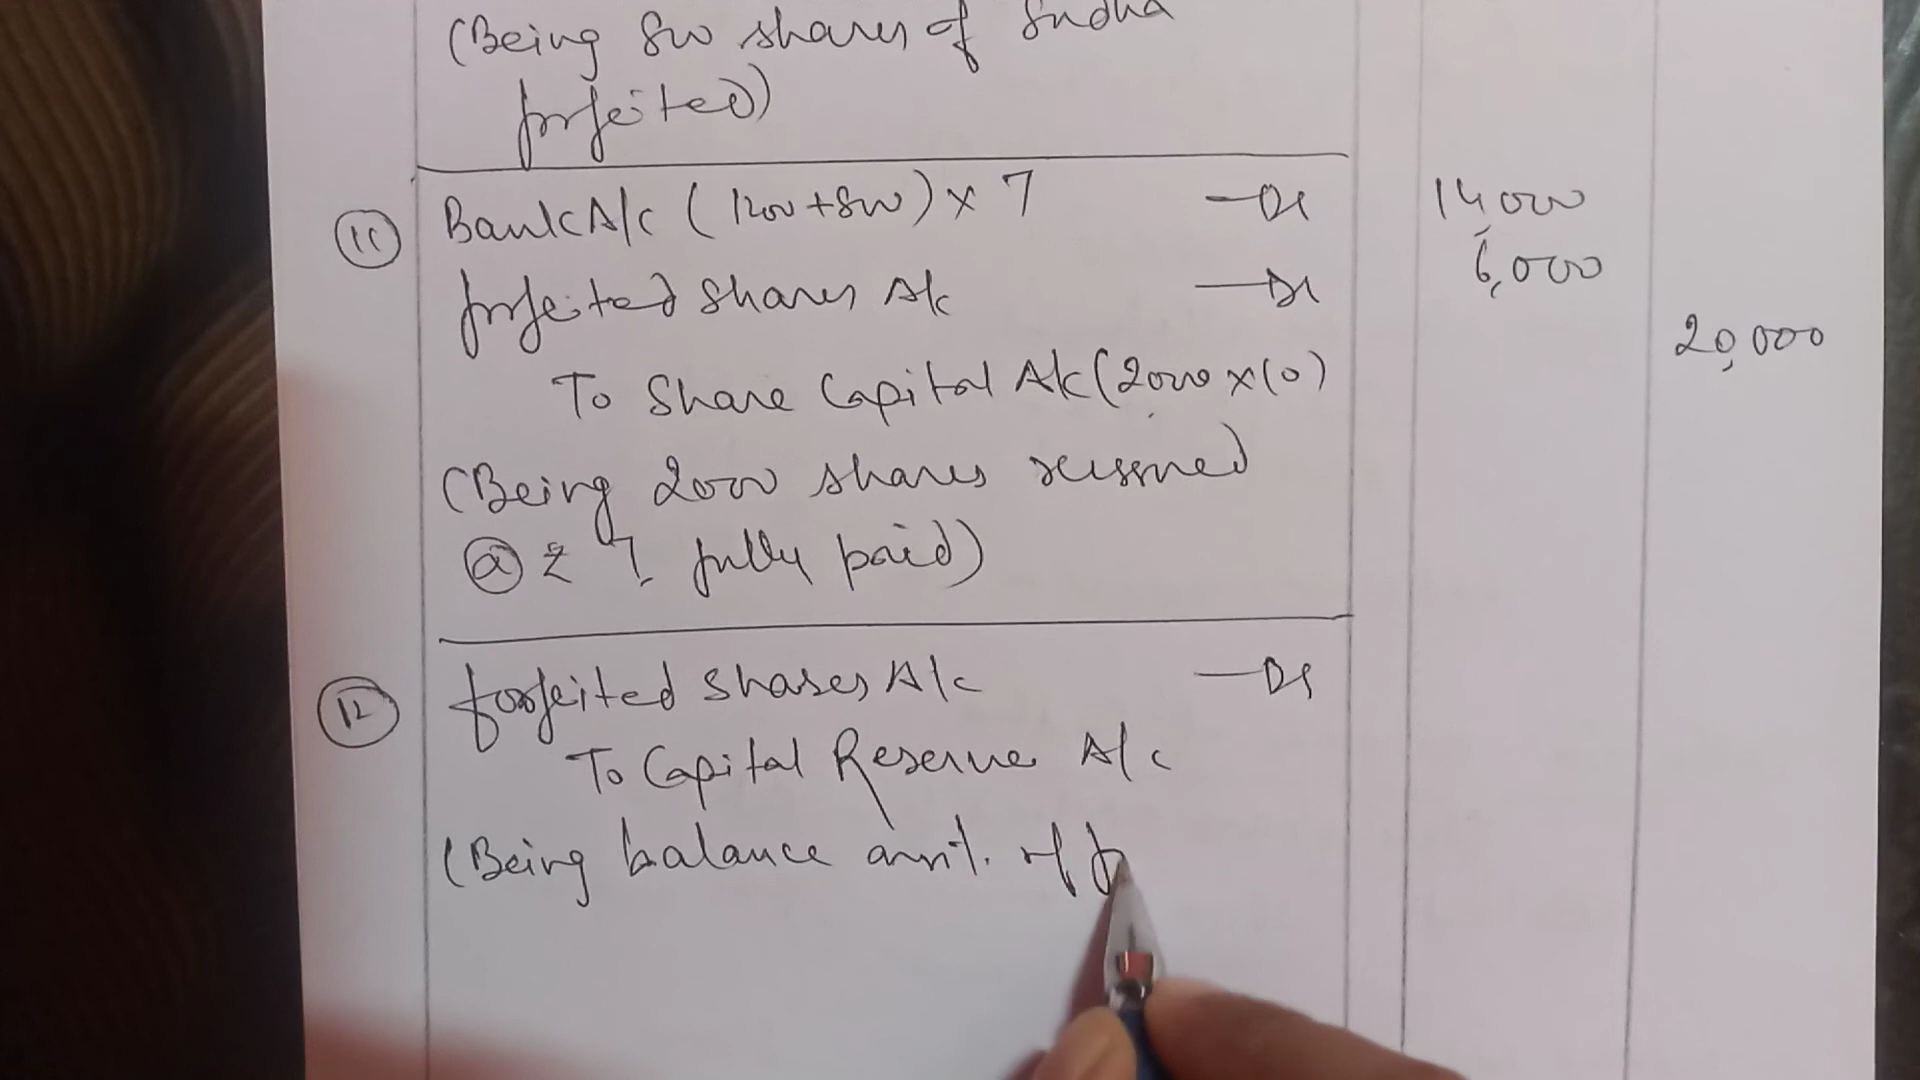 (Being 800 shares of Sudha
forfeited)
(11) Bank A/c (1200+800) x 7 —Dr 14,000
forfeited shares A/c —Dr 6,000
To Share Capital A/c (2000 x 10) 20,000
(Being 2000 shares reissued
@ ₹ 7 fully paid)
(12) forfeited shares A/c —Dr
To Capital Reserve A/c
(Being balance amt. of f